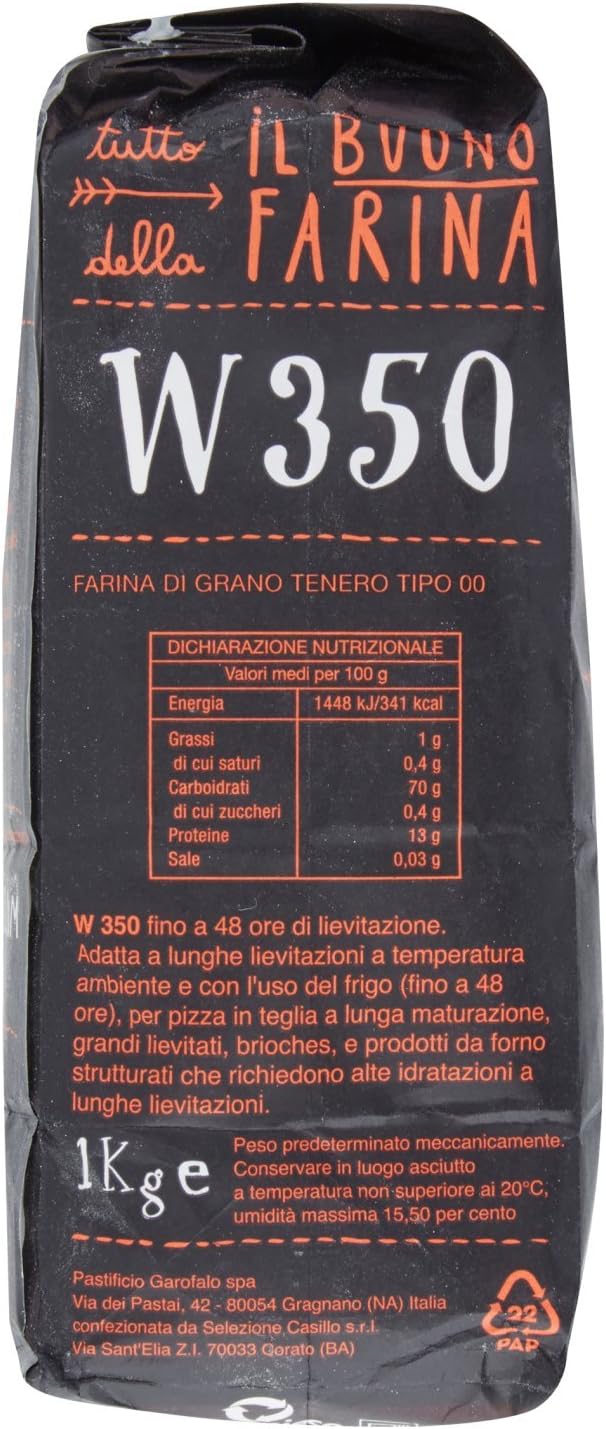 tutto IL BUONO
della FARINA
W 350
FARINA DI GRANO TENERO TIPO 00
DICHIARAZIONE NUTRIZIONALE
Valori medi per 100 g
Energia 1448 kJ/341 kcal
Grassi 1 g
di cui saturi 0,4 g
Carboidrati 70 g
di cui zuccheri 0,4 g
Proteine 13 g
Sale 0,03 g
W 350 fino a 48 ore di lievitazione.
Adatta a lunghe lievitazioni a temperatura
ambiente e con l'uso del frigo (fino a 48
ore), per pizza in teglia a lunga maturazione,
grandi lievitati, brioches, e prodotti da forno
strutturati che richiedono alte idratazioni a
lunghe lievitazioni.
1Kg e
Peso predeterminato meccanicamente.
Conservare in luogo asciutto
a temperatura non superiore ai 20°C,
umidità massima 15,50 per cento
Pastificio Garofalo spa
Via dei Pastai, 42 - 80054 Gragnano (NA) Italia
confezionata da Selezione Casillo s.r.l.
Via Sant'Elia Z.I. 70033 Corato (BA)
22
PAP